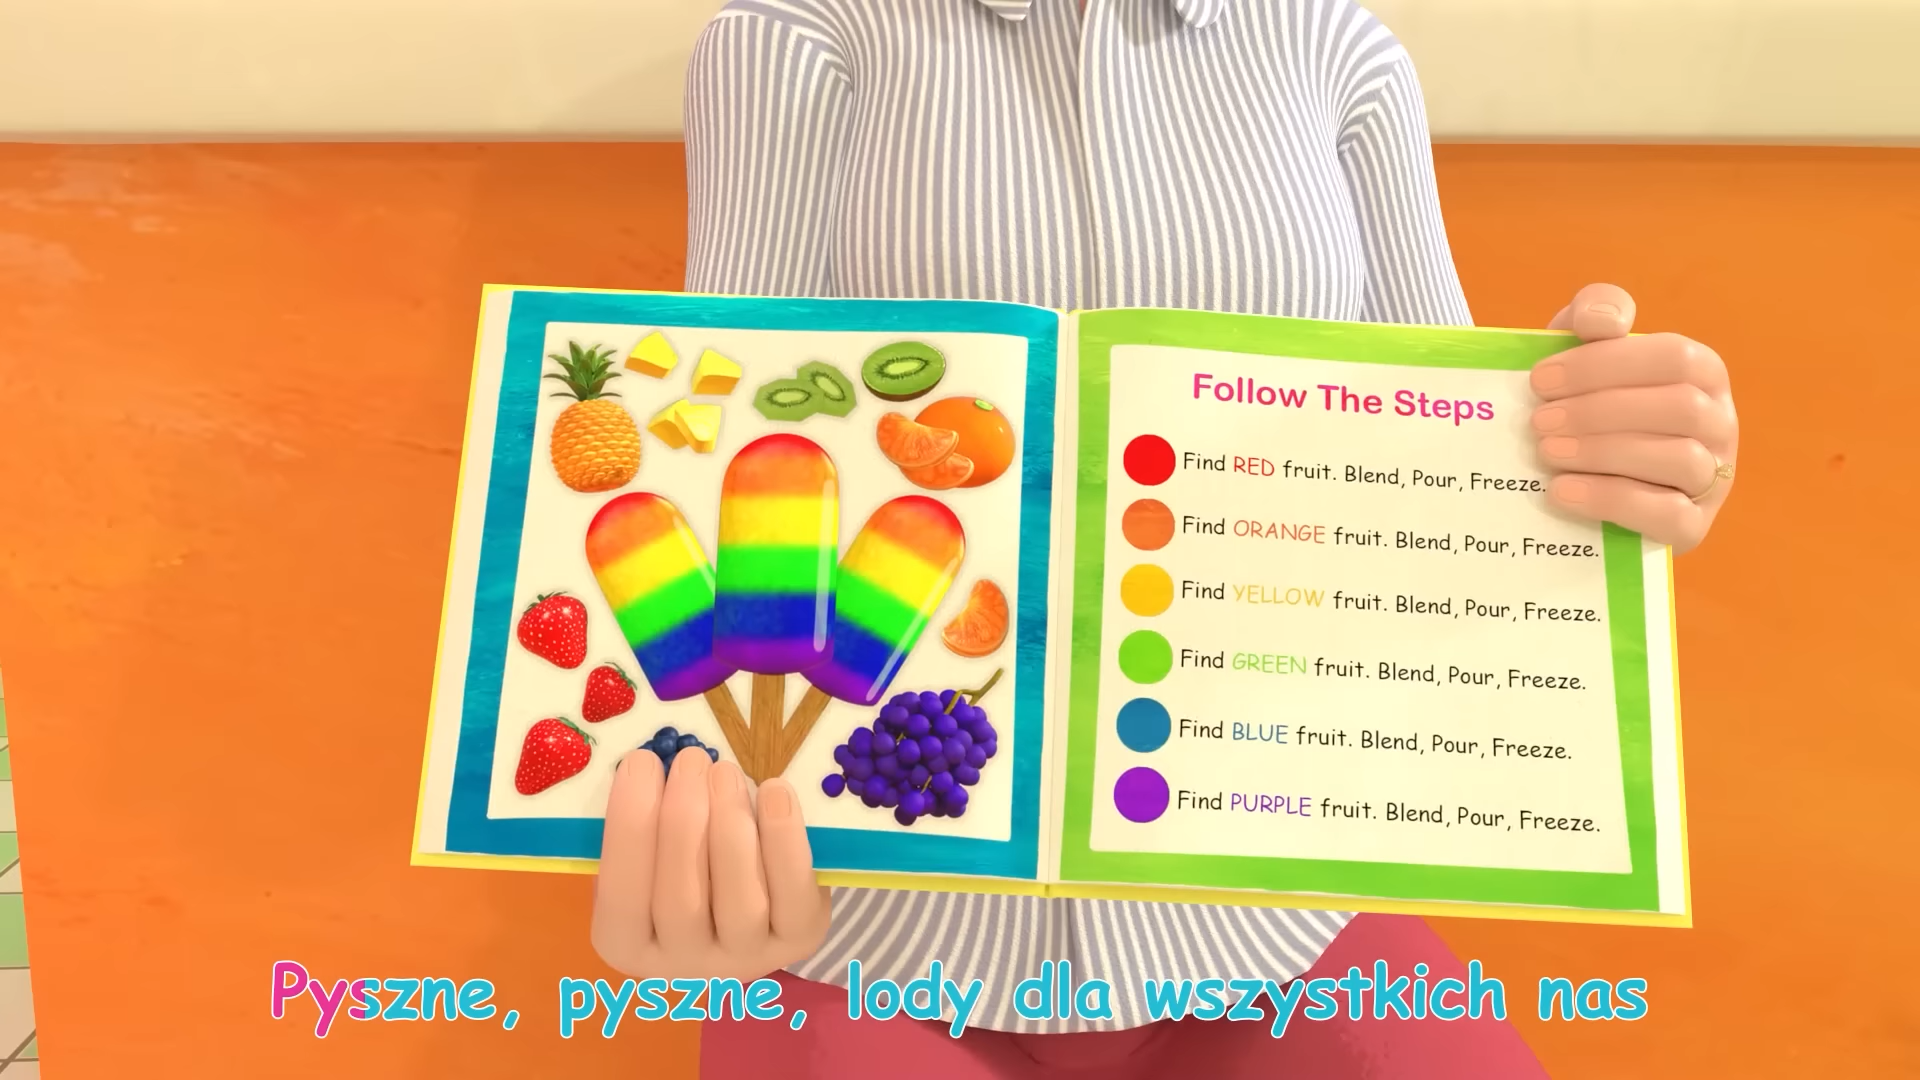 Follow The Steps
Find RED fruit. Blend, Pour, Freeze.
Find ORANGE fruit. Blend, Pour, Freeze.
Find YELLOW fruit. Blend, Pour, Freeze.
Find GREEN fruit. Blend, Pour, Freeze.
Find BLUE fruit. Blend, Pour, Freeze.
Find PURPLE fruit. Blend, Pour, Freeze.
Pyszne, pyszne, lody dla wszystkich nas